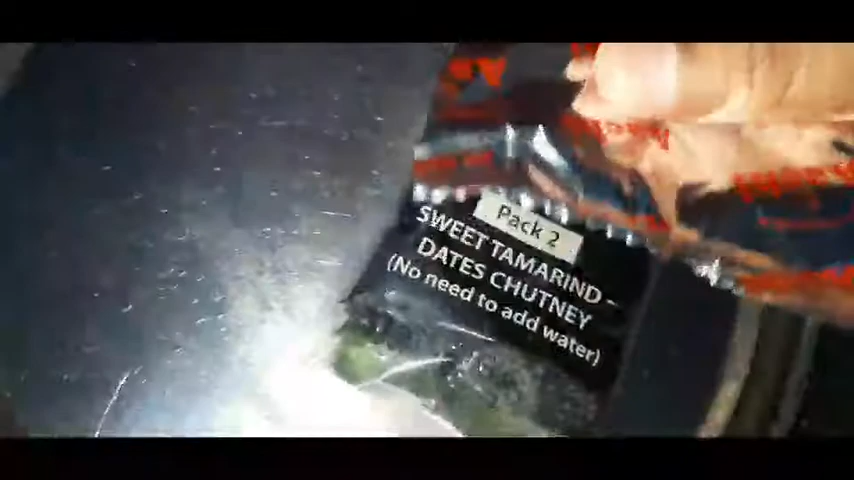 Pack 2
SWEET TAMARIND -
DATES CHUTNEY
(No need to add water)